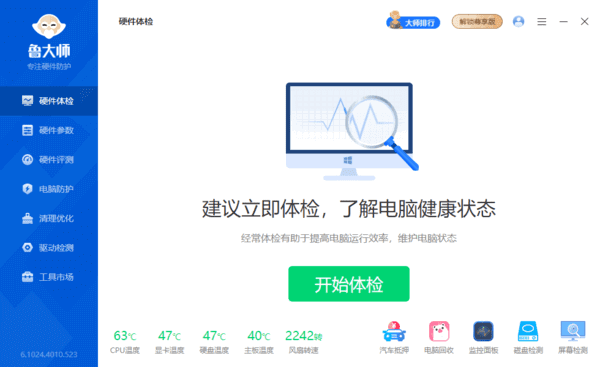 鲁大师
专注硬件防护
硬件体检
硬件参数
硬件评测
电脑防护
清理优化
驱动检测
工具市场
6.1024.4010.523
硬件体检
大师排行
解锁尊享版
建议立即体检，了解电脑健康状态
经常体检有助于提高电脑运行效率，维护电脑状态
开始体检
63℃ 47℃ 47℃ 40℃ 2242转
CPU温度 显卡温度 硬盘温度 主板温度 风扇转速
汽车抵押 电脑回收 监控面板 磁盘检测 屏幕检测